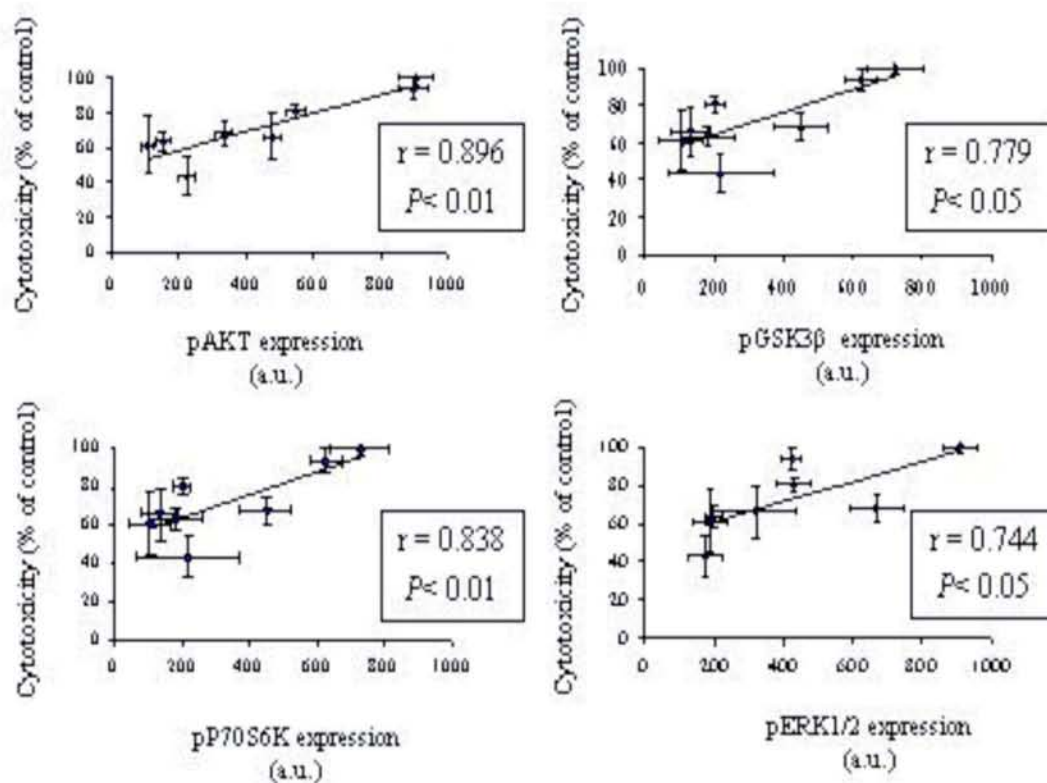 Cytotoxicity (% of control)
100
80
60
40
20
0
0 200 400 600 800 1000
r = 0.896
P< 0.01
pAKT expression
(a.u.)
Cytotoxicity (% of control)
100
80
60
40
20
0
0 200 400 600 800 1000
r = 0.779
P< 0.05
pGSK3β expression
(a.u.)
Cytotoxicity (% of control)
100
80
60
40
20
0
0 200 400 600 800 1000
r = 0.838
P< 0.01
pP70S6K expression
(a.u.)
Cytotoxicity (% of control)
100
80
60
40
20
0
0 200 400 600 800 1000
r = 0.744
P< 0.05
pERK1/2 expression
(a.u.)